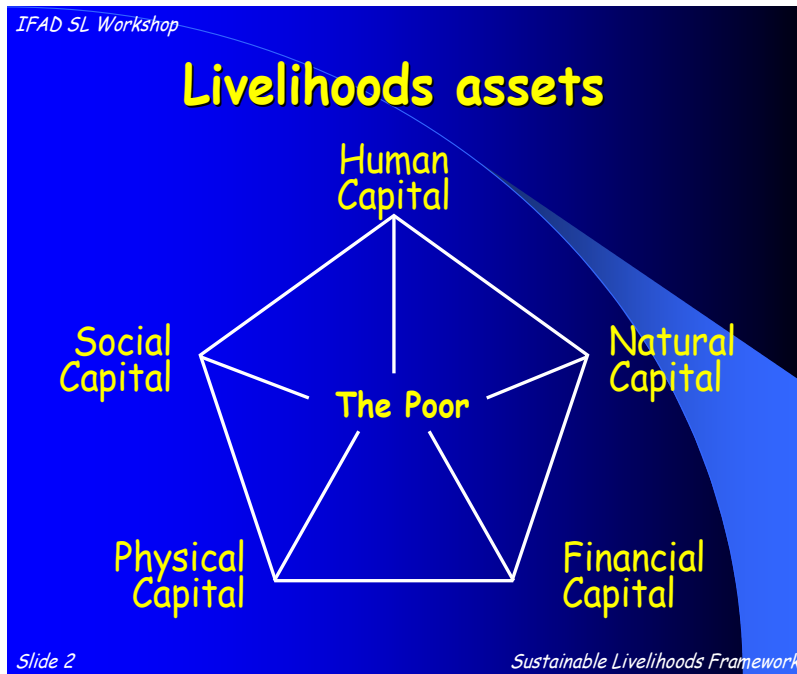 IFAD SL Workshop
Livelihoods assets
Human
Capital
Social
Capital
Natural
Capital
The Poor
Physical
Capital
Financial
Capital
Slide 2
Sustainable Livelihoods Framework